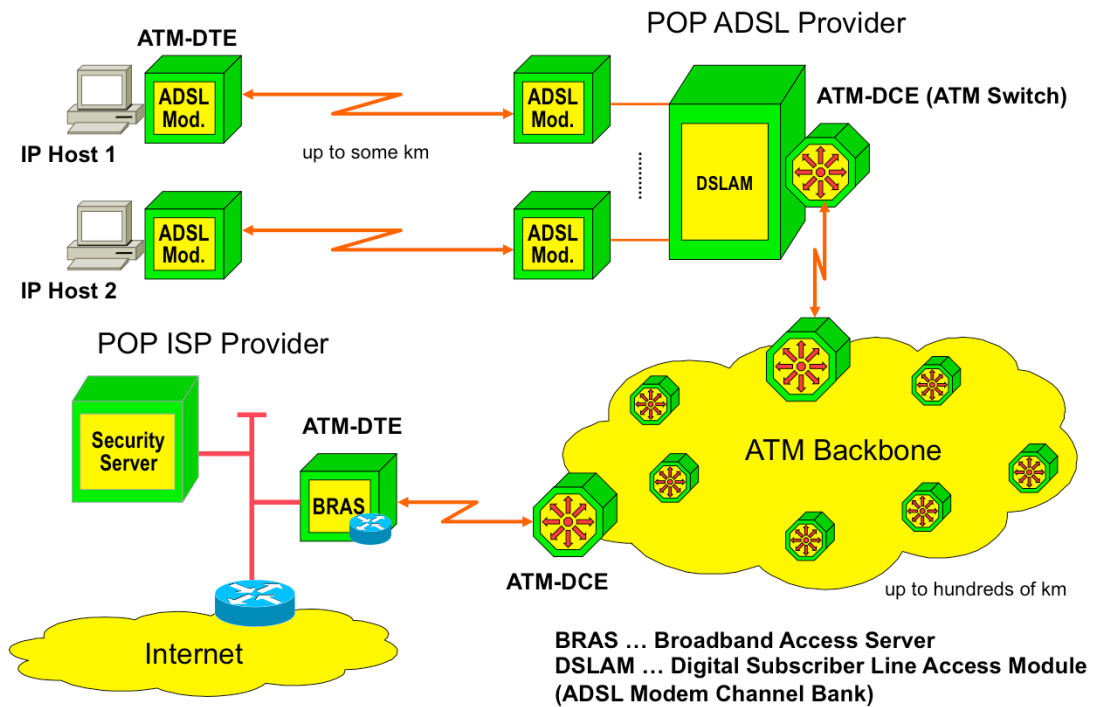 POP ADSL Provider
ATM-DTE
ADSL
Mod.
ADSL
Mod.
ATM-DCE (ATM Switch)
IP Host 1
up to some km
DSLAM
ADSL
Mod.
ADSL
Mod.
IP Host 2
POP ISP Provider
ATM-DTE
Security
Server
BRAS
ATM Backbone
ATM-DCE
up to hundreds of km
Internet
BRAS … Broadband Access Server
DSLAM … Digital Subscriber Line Access Module
(ADSL Modem Channel Bank)